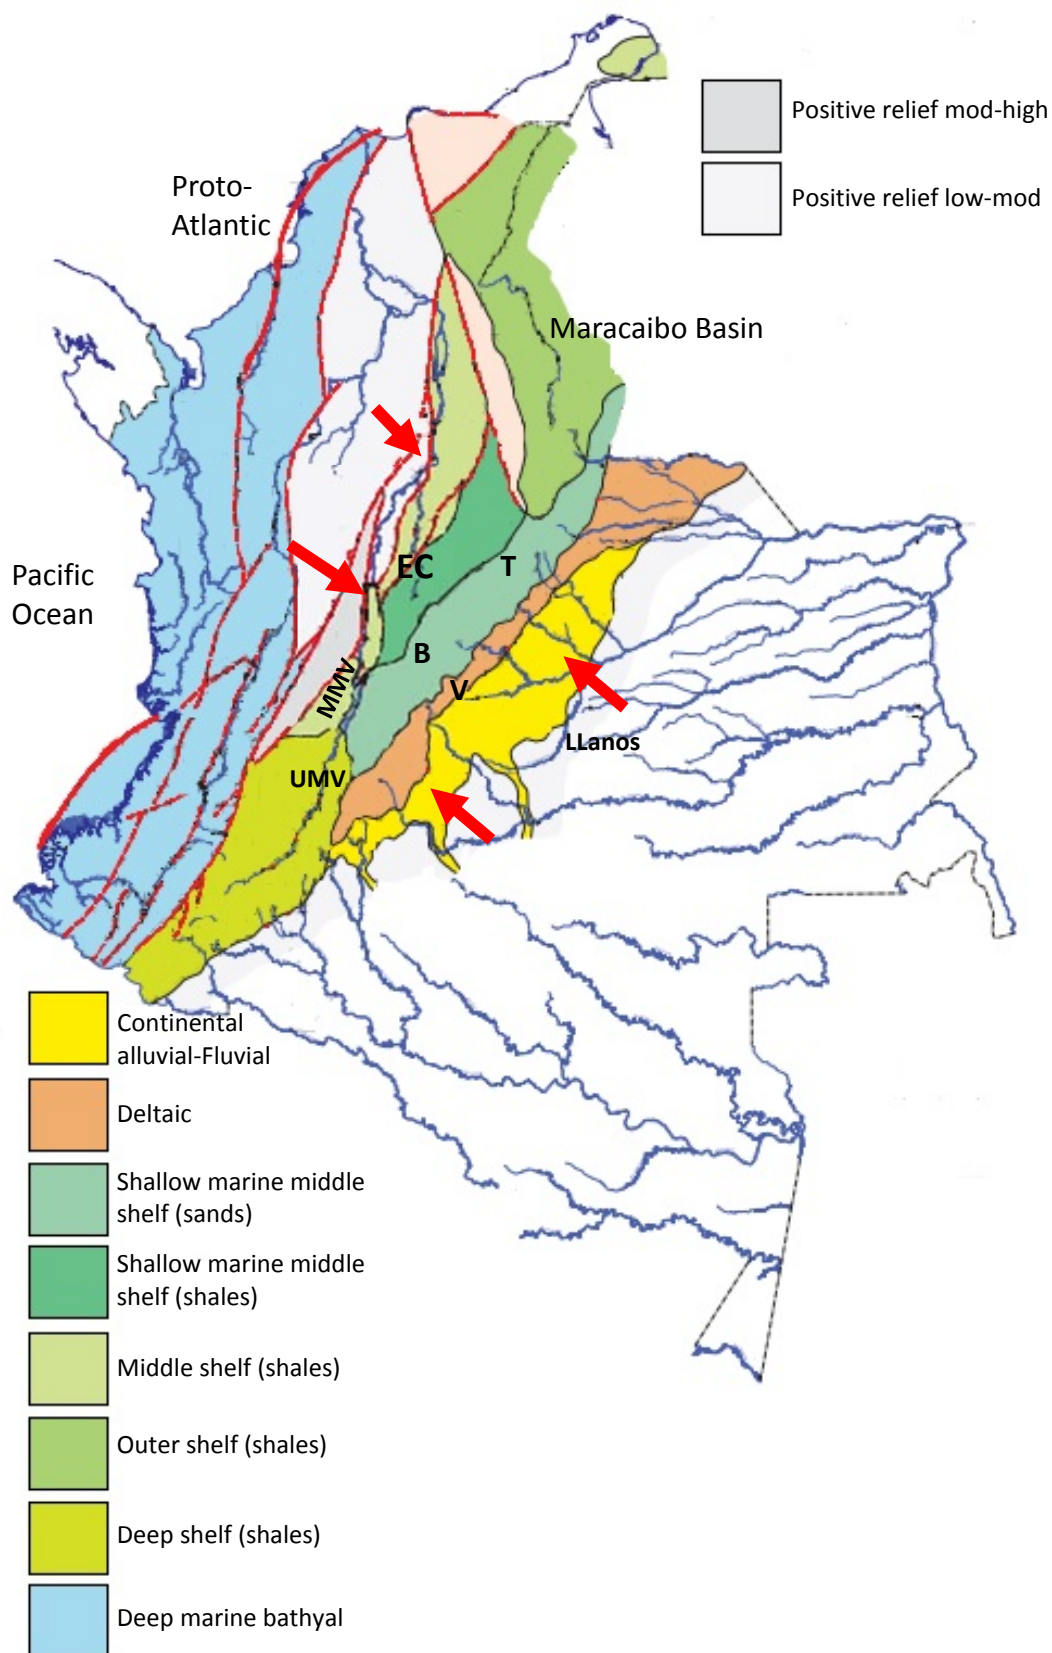 Positive relief mod-high
Positive relief low-mod
Proto-
Atlantic
Maracaibo Basin
Pacific
Ocean
EC
T
B
MMV
V
LLanos
UMV
Continental
alluvial-Fluvial
Deltaic
Shallow marine middle
shelf (sands)
Shallow marine middle
shelf (shales)
Middle shelf (shales)
Outer shelf (shales)
Deep shelf (shales)
Deep marine bathyal